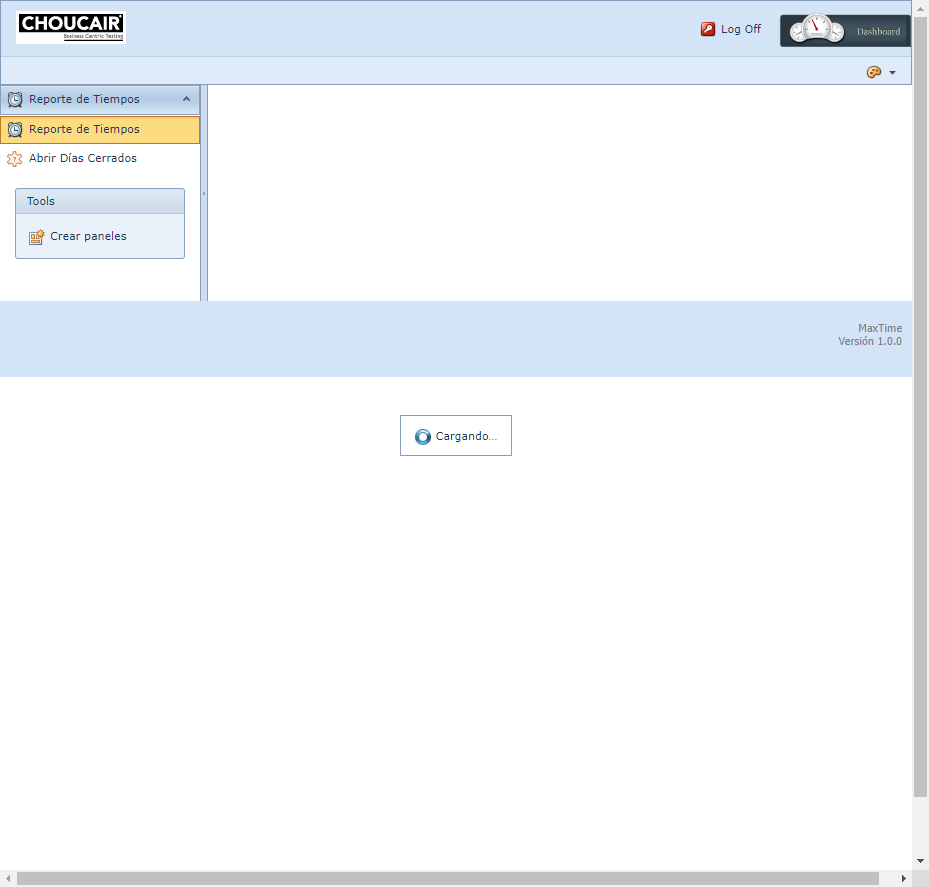 CHOUCAIR
Business Centric Testing
Log Off
Dashboard
Reporte de Tiempos
Reporte de Tiempos
Abrir Días Cerrados
Tools
Crear paneles
MaxTime
Versión 1.0.0
Cargando...